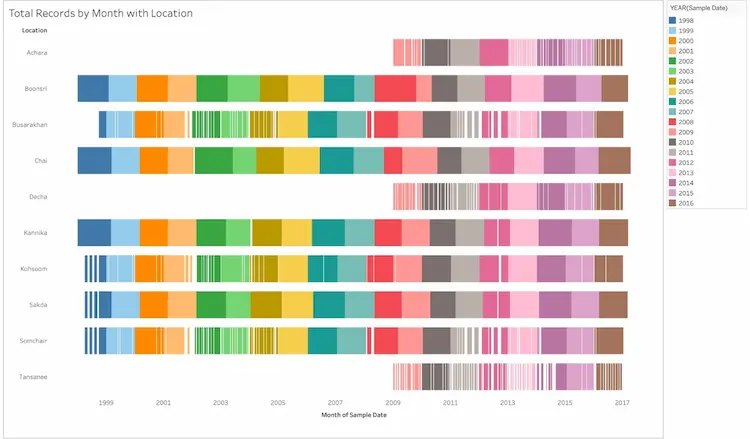 Total Records by Month with Location
Location
Achara
Boonsri
Busarakhan
Chai
Decha
Kannika
Kohsoom
Sakda
Somchair
Tansanee
1999
2001
2003
2005
2007
2009
2011
2013
2015
2017
Month of Sample Date
YEAR(Sample Date)
1998
1999
2000
2001
2002
2003
2004
2005
2006
2007
2008
2009
2010
2011
2012
2013
2014
2015
2016